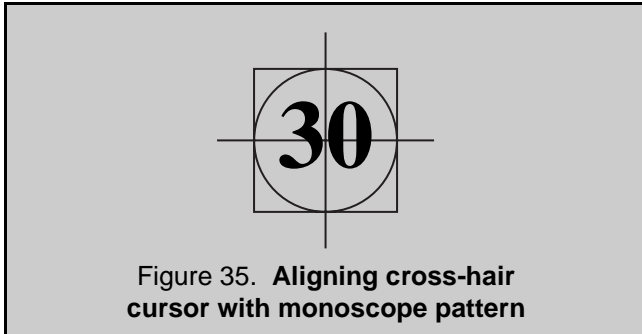 30
Figure 35. Aligning cross-hair
cursor with monoscope pattern